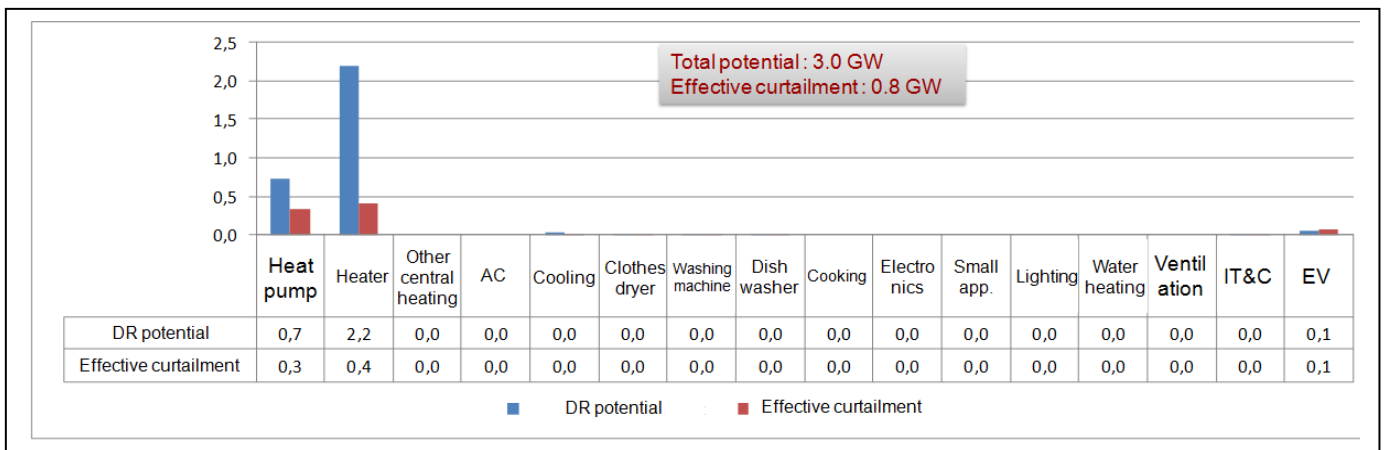 Total potential : 3.0 GW
Effective curtailment : 0.8 GW
2,5
2,0
1,5
1,0
0,5
0,0
Heat pump Heater Other central heating AC Cooling Clothes dryer Washing machine Dish washer Cooking Electro nics Small app. Lighting Water heating Ventil ation IT&C EV
DR potential 0,7 2,2 0,0 0,0 0,0 0,0 0,0 0,0 0,0 0,0 0,0 0,0 0,0 0,0 0,0 0,1
Effective curtailment 0,3 0,4 0,0 0,0 0,0 0,0 0,0 0,0 0,0 0,0 0,0 0,0 0,0 0,0 0,0 0,1
DR potential Effective curtailment